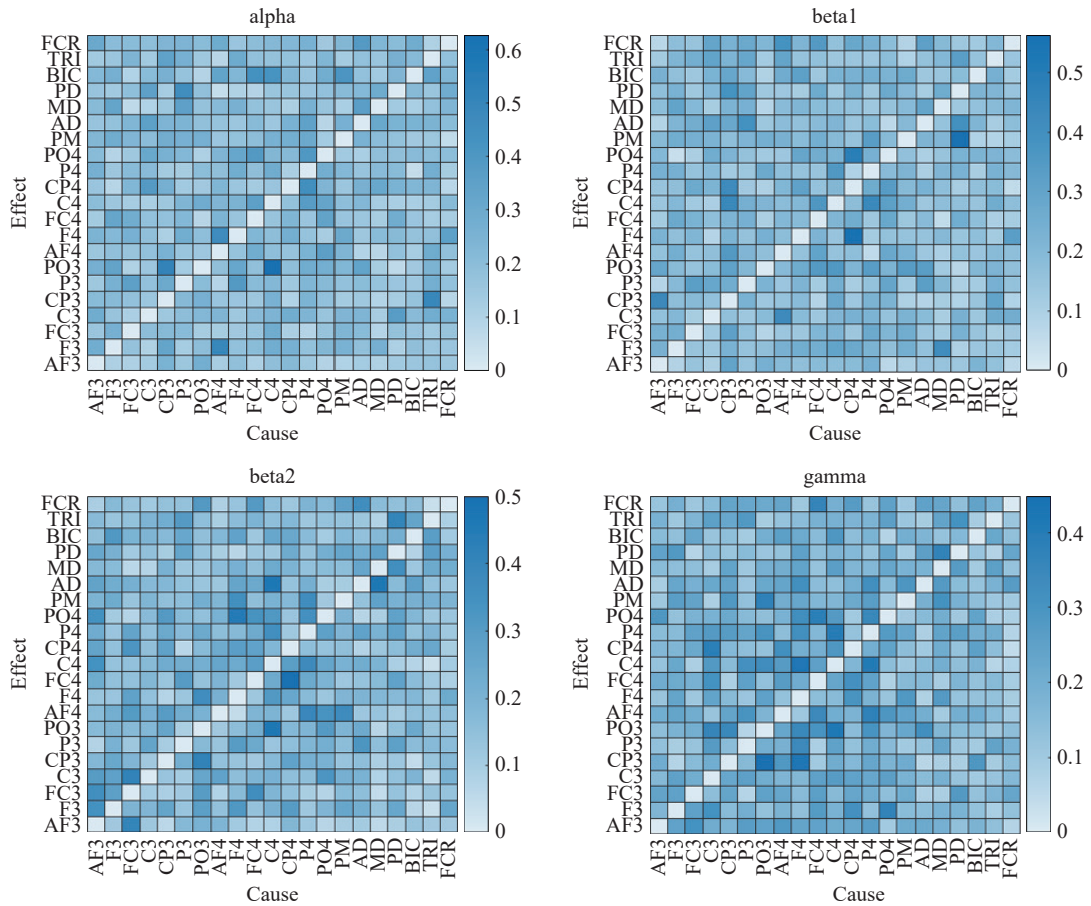 alpha
FCR
TRI
BIC
PD
MD
AD
PM
PO4
P4
CP4
C4
FC4
F4
AF4
PO3
P3
CP3
C3
FC3
F3
AF3
Effect
AF3 F3 FC3 C3 CP3 P3 PO3 AF4 F4 FC4 C4 CP4 P4 PO4 PM AD MD PD BIC TRI FCR
Cause
0.6
0.5
0.4
0.3
0.2
0.1
0
beta1
FCR
TRI
BIC
PD
MD
AD
PM
PO4
P4
CP4
C4
FC4
F4
AF4
PO3
P3
CP3
C3
FC3
F3
AF3
Effect
AF3 F3 FC3 C3 CP3 P3 PO3 AF4 F4 FC4 C4 CP4 P4 PO4 PM AD MD PD BIC TRI FCR
Cause
0.5
0.4
0.3
0.2
0.1
0
beta2
FCR
TRI
BIC
PD
MD
AD
PM
PO4
P4
CP4
C4
FC4
F4
AF4
PO3
P3
CP3
C3
FC3
F3
AF3
Effect
AF3 F3 FC3 C3 CP3 P3 PO3 AF4 F4 FC4 C4 CP4 P4 PO4 PM AD MD PD BIC TRI FCR
Cause
0.5
0.4
0.3
0.2
0.1
0
gamma
FCR
TRI
BIC
PD
MD
AD
PM
PO4
P4
CP4
C4
FC4
F4
AF4
PO3
P3
CP3
C3
FC3
F3
AF3
Effect
AF3 F3 FC3 C3 CP3 P3 PO3 AF4 F4 FC4 C4 CP4 P4 PO4 PM AD MD PD BIC TRI FCR
Cause
0.4
0.3
0.2
0.1
0